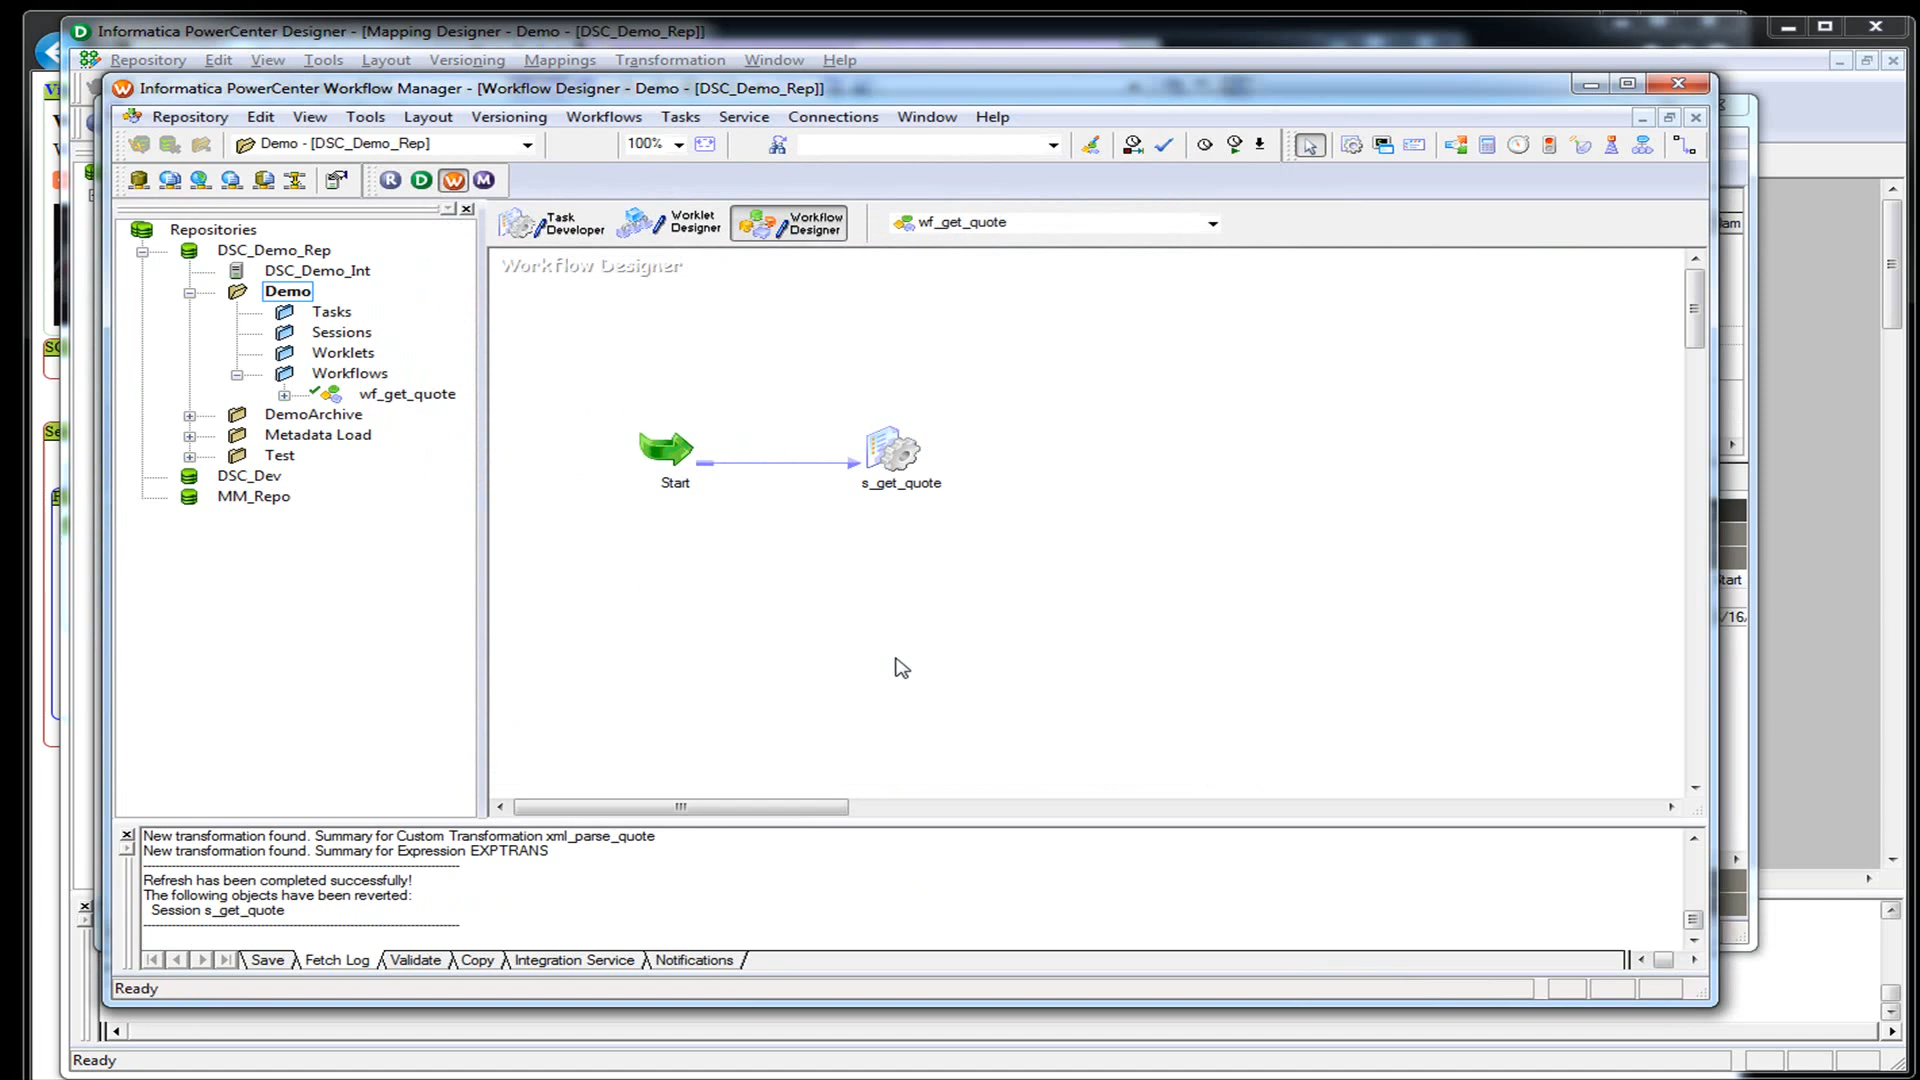 Informatica PowerCenter Designer - [Mapping Designer - Demo - [DSC_Demo_Rep]]
Repository Edit View Tools Layout Versioning Mappings Transformation Window Help
Informatica PowerCenter Workflow Manager - [Workflow Designer - Demo - [DSC_Demo_Rep]]
Repository Edit View Tools Layout Versioning Workflows Tasks Service Connections Window Help
Demo - [DSC_Demo_Rep] 100%
R D W M
Task Developer
Worklet Designer
Workflow Designer
wf_get_quote
Repositories
DSC_Demo_Rep
DSC_Demo_Int
Demo
Tasks
Sessions
Worklets
Workflows
wf_get_quote
DemoArchive
Metadata Load
Test
DSC_Dev
MM_Repo
Workflow Designer
Start
s_get_quote
New transformation found. Summary for Custom Transformation xml_parse_quote
New transformation found. Summary for Expression EXPTRANS
Refresh has been completed successfully!
The following objects have been reverted:
Session s_get_quote
Save Fetch Log Validate Copy Integration Service Notifications
Ready
Ready